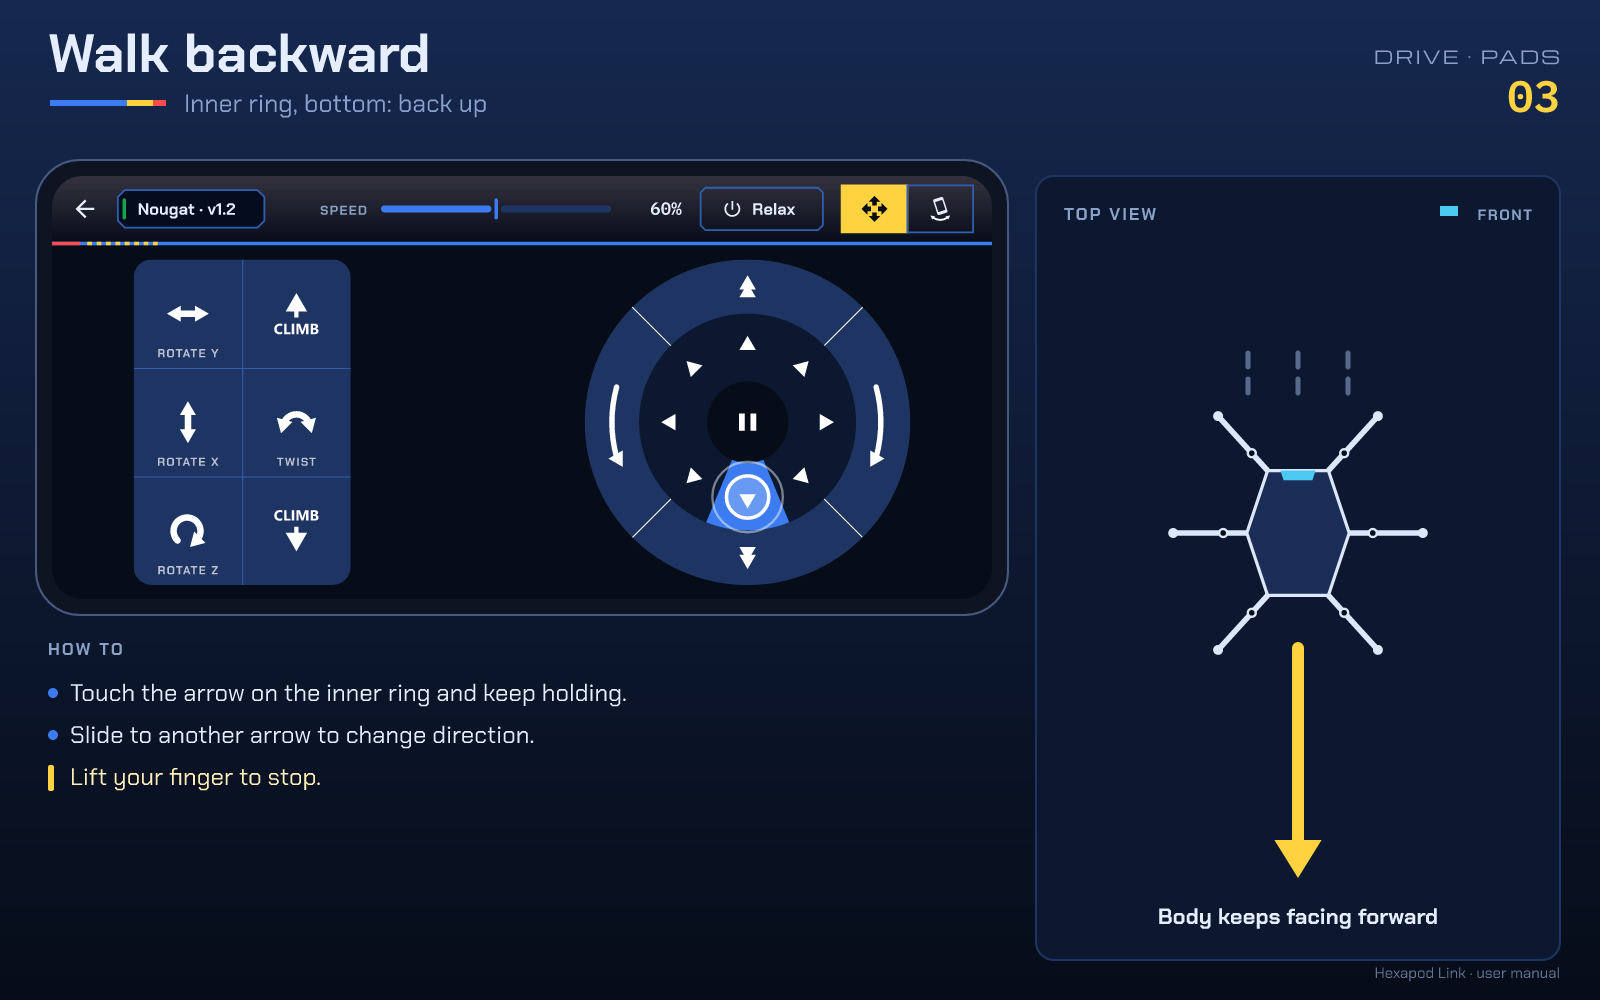 Walk backward
Inner ring, bottom: back up
DRIVE · PADS
03
Nougat · v1.2
SPEED
60%
Relax
ROTATE Y
CLIMB
ROTATE X
TWIST
ROTATE Z
CLIMB
TOP VIEW
FRONT
Body keeps facing forward
HOW TO
Touch the arrow on the inner ring and keep holding.
Slide to another arrow to change direction.
Lift your finger to stop.
Hexapod Link · user manual